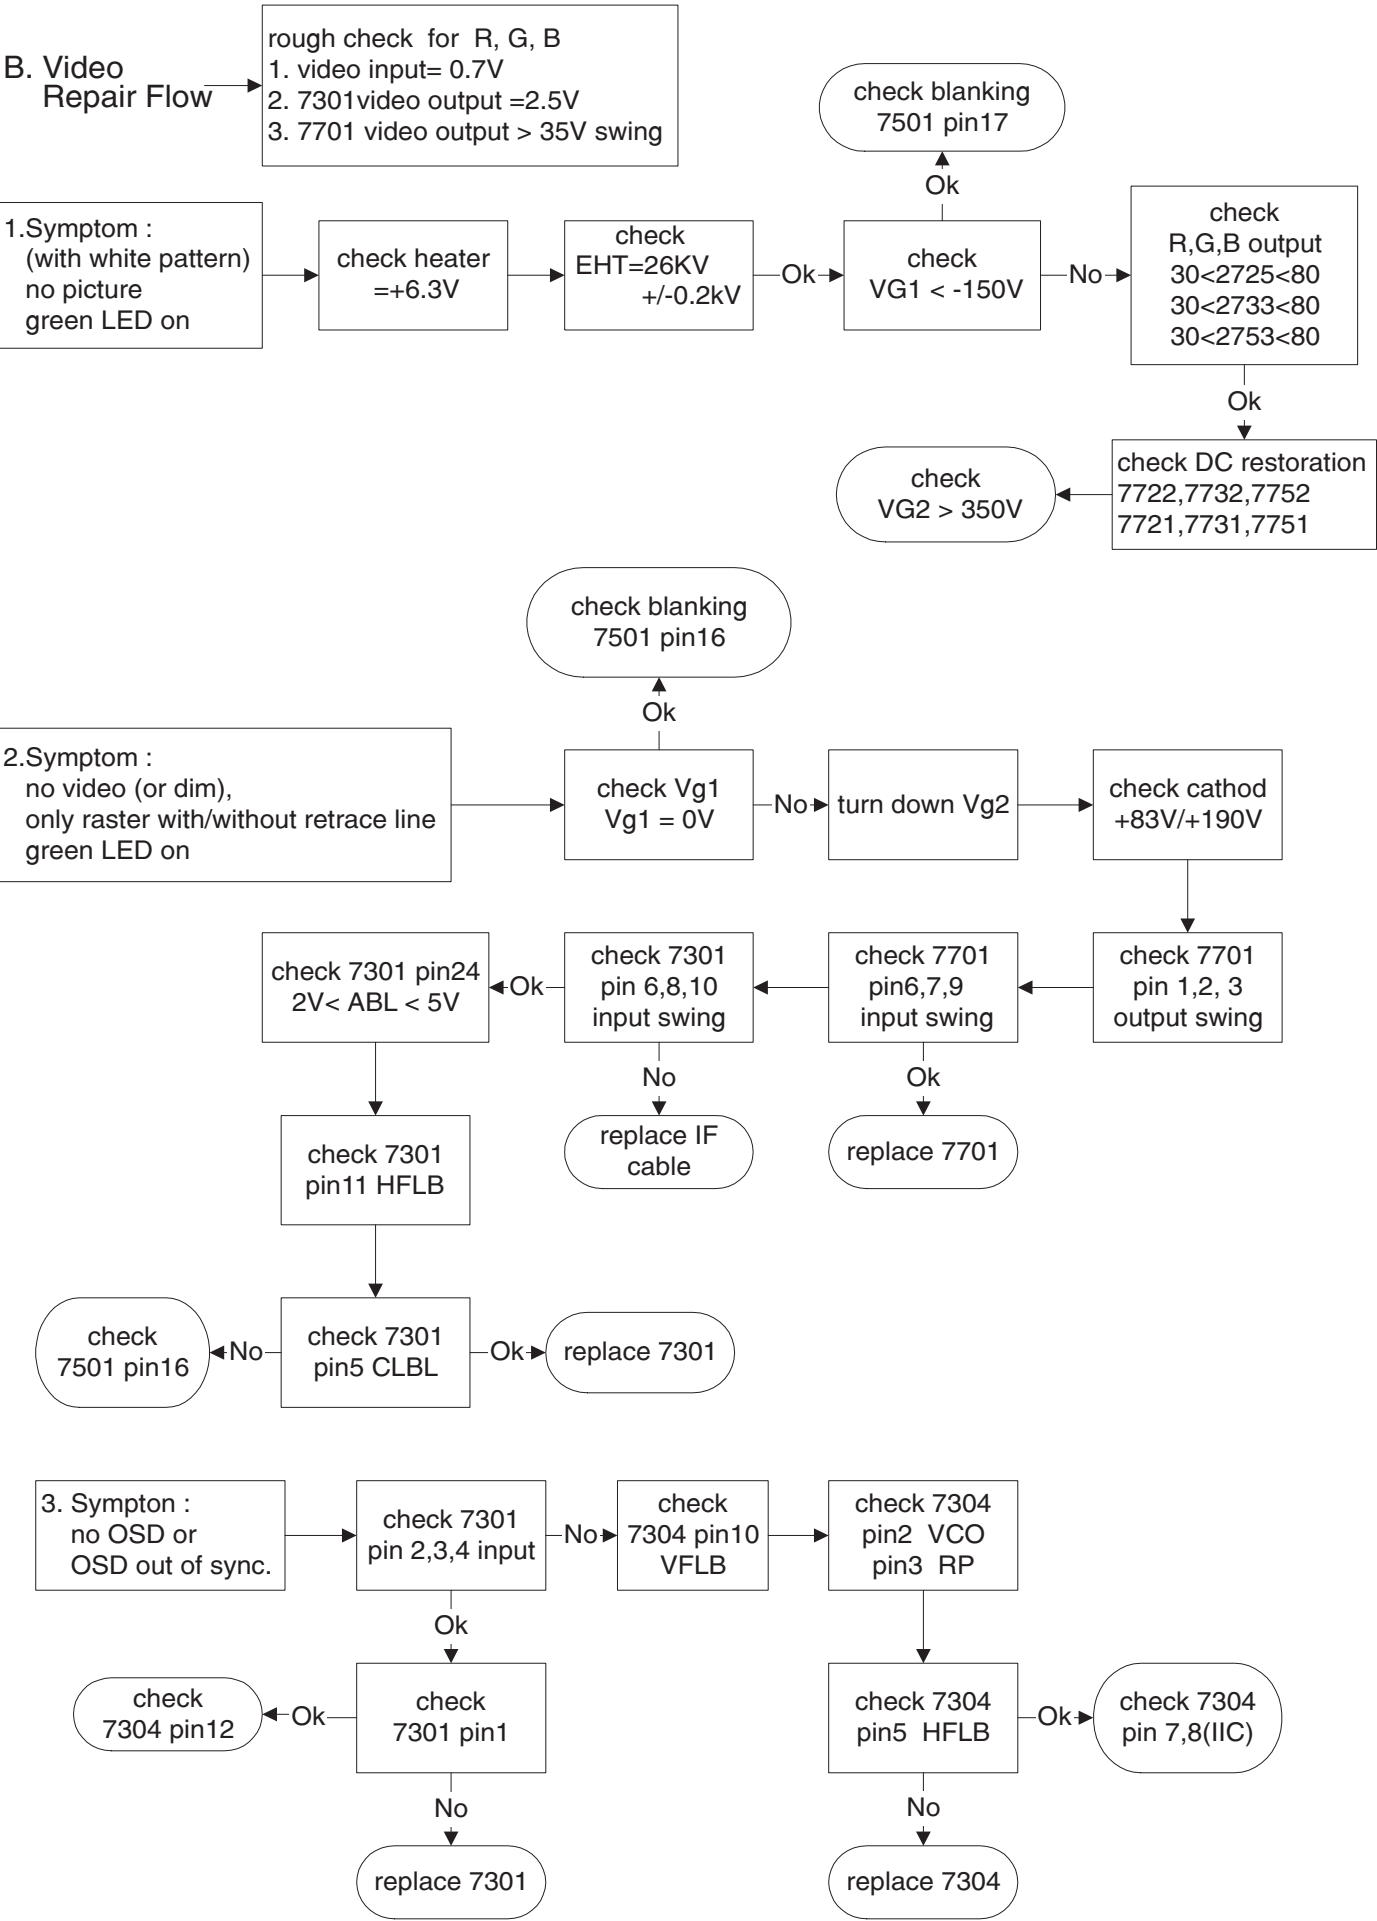 B. Video
Repair Flow
rough check for R, G, B
1. video input= 0.7V
2. 7301video output =2.5V
3. 7701 video output > 35V swing
check blanking
7501 pin17
Ok
1.Symptom :
(with white pattern)
no picture
green LED on
check heater
=+6.3V
check
EHT=26KV
+/-0.2kV
Ok
check
VG1 < -150V
No
check
R,G,B output
30<2725<80
30<2733<80
30<2753<80
Ok
check DC restoration
7722,7732,7752
7721,7731,7751
check
VG2 > 350V
check blanking
7501 pin16
Ok
2.Symptom :
no video (or dim),
only raster with/without retrace line
green LED on
check Vg1
Vg1 = 0V
No
turn down Vg2
check cathod
+83V/+190V
check 7701
pin 1,2, 3
output swing
check 7701
pin6,7,9
input swing
Ok
replace 7701
check 7301
pin 6,8,10
input swing
No
replace IF
cable
Ok
check 7301 pin24
2V< ABL < 5V
check 7301
pin11 HFLB
check 7301
pin5 CLBL
No
check
7501 pin16
Ok
replace 7301
3. Sympton :
no OSD or
OSD out of sync.
check 7301
pin 2,3,4 input
No
check
7304 pin10
VFLB
check 7304
pin2 VCO
pin3 RP
Ok
check
7301 pin1
Ok
check
7304 pin12
No
replace 7301
check 7304
pin5 HFLB
Ok
check 7304
pin 7,8(IIC)
No
replace 7304